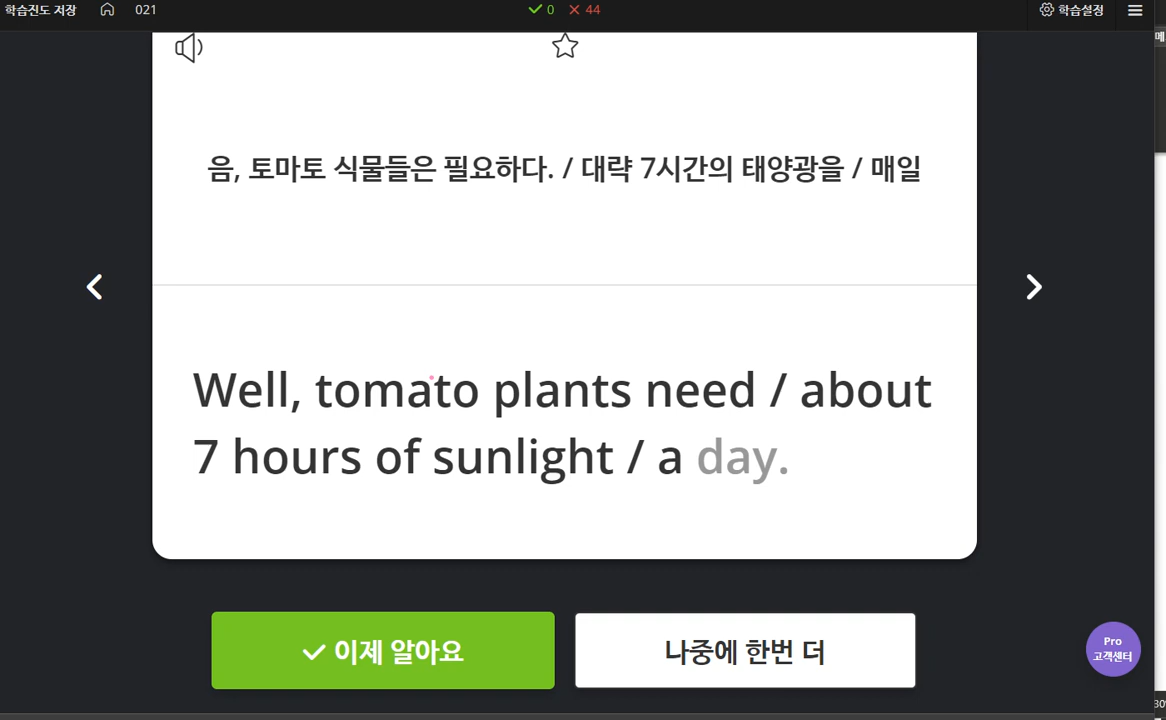 학습진도 저장 021 0 44 학습설정
메
음, 토마토 식물들은 필요하다. / 대략 7시간의 태양광을 / 매일
Well, tomato plants need / about
7 hours of sunlight / a day.
이제 알아요 나중에 한번 더
Pro
고객센터